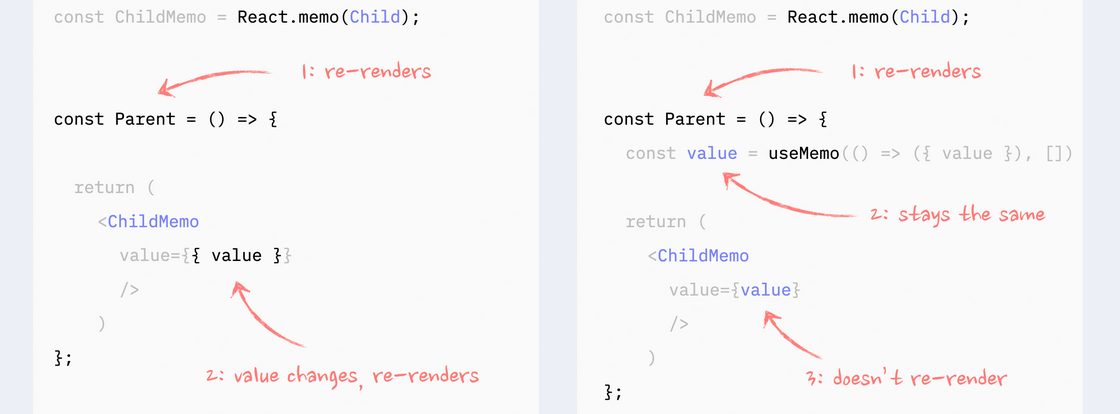 const ChildMemo = React.memo(Child);
1: re-renders
const Parent = () => {
return (
<ChildMemo
value={{ value }}
/>
)
};
2: value changes, re-renders
const ChildMemo = React.memo(Child);
1: re-renders
const Parent = () => {
const value = useMemo(() => ({ value }), [])
2: stays the same
return (
<ChildMemo
value={value}
/>
)
3: doesn't re-render
};